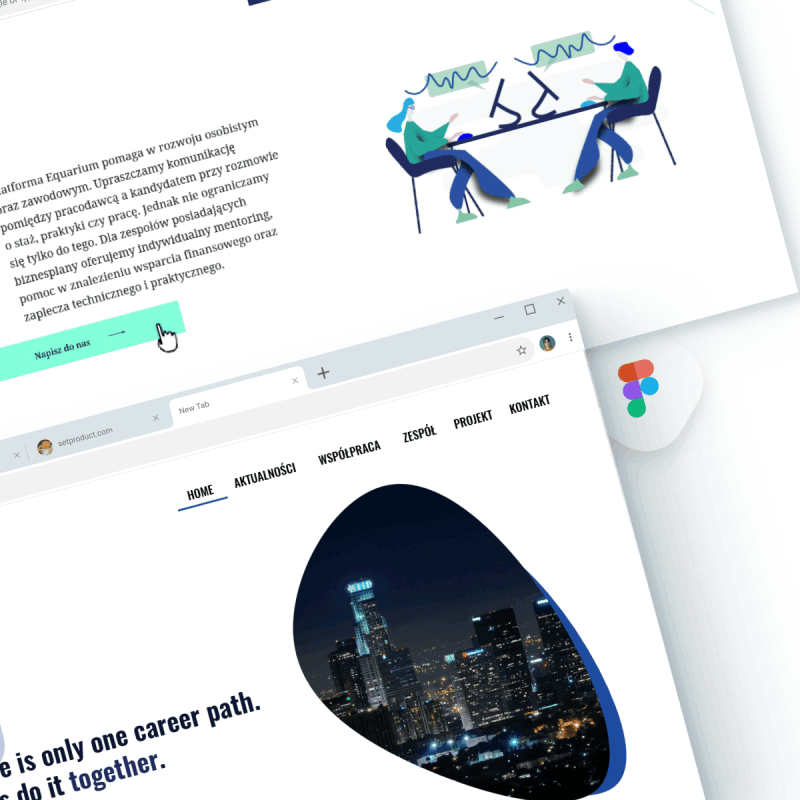 atforma Equarium pomaga w rozwoju osobistym
oraz zawodowym. Upraszczamy komunikację
pomiędzy pracodawcą a kandydatem przy rozmowie
o staż, praktyki czy pracę. Jednak nie ograniczamy
się tylko do tego. Dla zespołów posiadających
biznesplany oferujemy indywidualny mentoring,
pomoc w znalezieniu wsparcia finansowego oraz
zaplecza technicznego i praktycznego.
Napisz do nas
setproduct.com
New Tab
HOME AKTUALNOŚCI WSPÓŁPRACA ZESPÓŁ PROJEKT KONTAKT
e is only one career path.
s do it together.